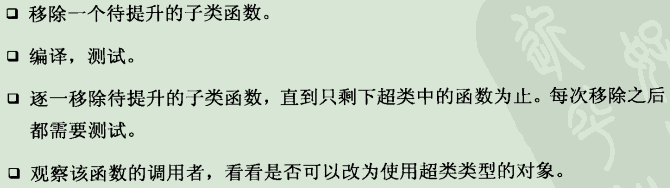 ❑ 移除一个待提升的子类函数。
❑ 编译，测试。
❑ 逐一移除待提升的子类函数，直到只剩下超类中的函数为止。每次移除之后
都需要测试。
❑ 观察该函数的调用者，看看是否可以改为使用超类类型的对象。